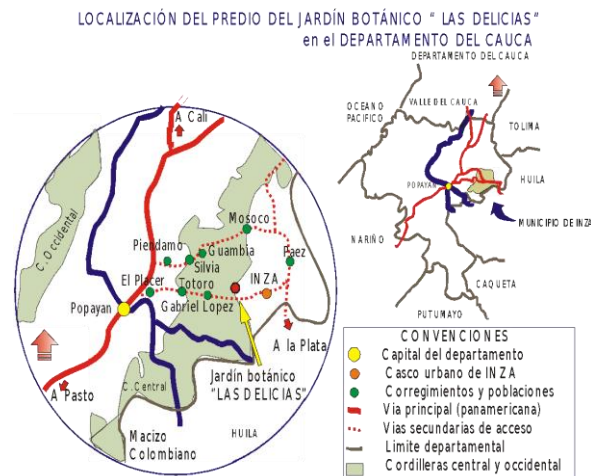 LOCALIZACIÓN DEL PREDIO DEL JARDÍN BOTÁNICO " LAS DELICIAS"
en el DEPARTAMENTO DEL CAUCA
DEPARTAMENTO DEL CAUCA
A Cali
C. Occidental
Mosoco
Piendamo
Guambia
Silvia
Paez
El Placer
Totoro
INZA
Popayan
Gabriel Lopez
A la Plata
Jardín botánico
"LAS DELICIAS"
C. Central
A Pasto
Macizo
Colombiano
HUILA
OCEANO
PACIFICO
VALLE DEL CAUCA
TOLIMA
HUILA
POPAYAN
MUNICIPIO DE INZA
NARIÑO
CAQUETA
PUTUMAYO
CONVENCIONES
Capital del departamento
Casco urbano de INZA
Corregimientos y poblaciones
Via principal (panamericana)
Vias secundarias de acceso
Limite departamental
Cordilleras central y occidental